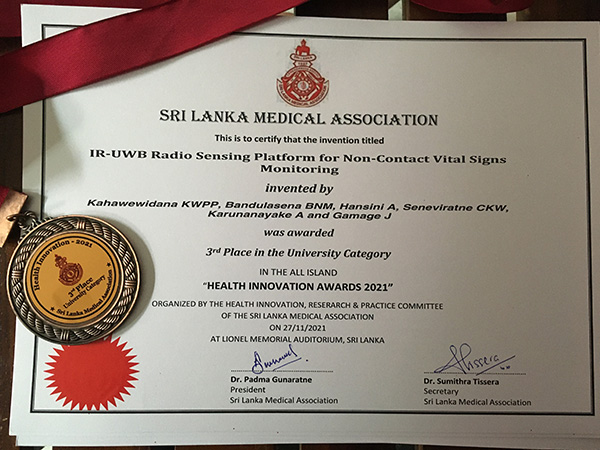 SRI LANKA MEDICAL ASSOCIATION
This is to certify that the invention titled
IR-UWB Radio Sensing Platform for Non-Contact Vital Signs
Monitoring
invented by
Kahawewidana KWPP, Bandulasena BNM, Hansini A, Seneviratne CKW,
Karunanayake A and Gamage J
was awarded
3rd Place in the University Category
IN THE ALL ISLAND
“HEALTH INNOVATION AWARDS 2021”
ORGANIZED BY THE HEALTH INNOVATION, RESERARCH & PRACTICE COMMITTEE
OF THE SRI LANKA MEDICAL ASSOCIATION
ON 27/11/2021
AT LIONEL MEMORIAL AUDITORIUM, SRI LANKA
Dr. Padma Gunaratne
President
Sri Lanka Medical Association
Dr. Sumithra Tissera
Secretary
Sri Lanka Medical Association
Health Innovation - 2021
3rd Place
University Category
Sri Lanka Medical Association